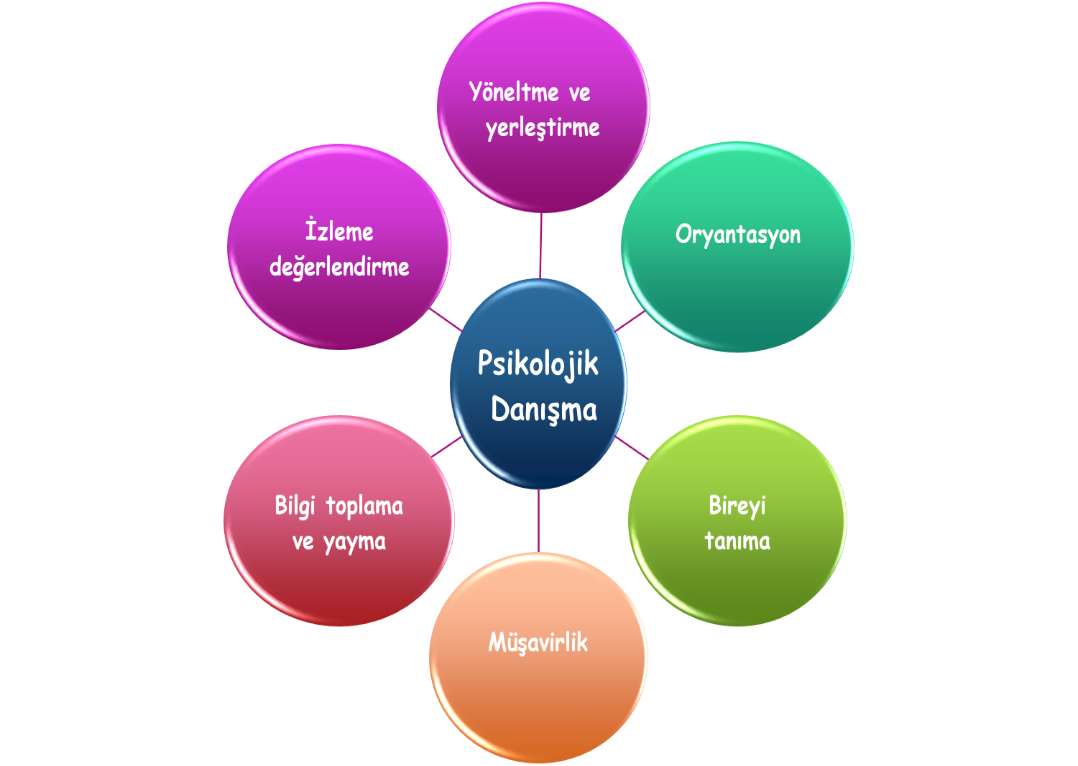 Yöneltme ve
yerleştirme
Oryantasyon
İzleme
değerlendirme
Psikolojik
Danışma
Bilgi toplama
ve yayma
Bireyi
tanıma
Müşavirlik